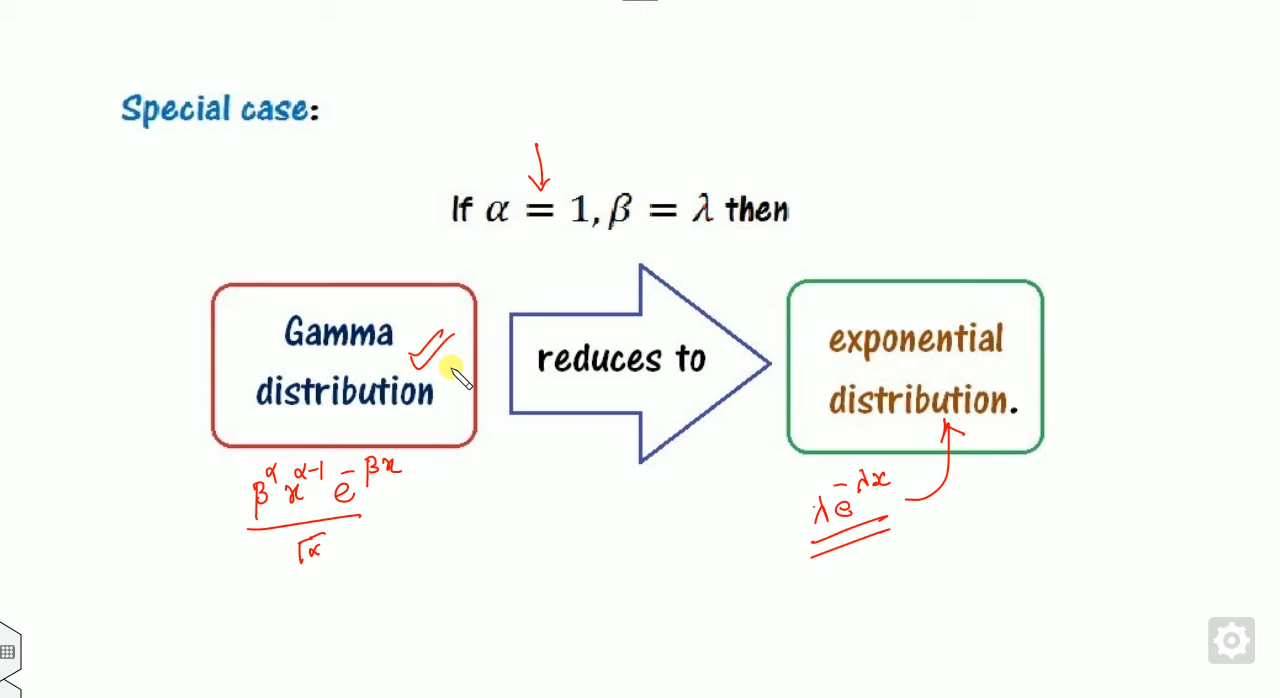 Special case:
If α = 1, β = λ then
Gamma
distribution
reduces to
exponential
distribution.
β^α x^(α-1) e^(-βx)
Γα
λe^(-λx)